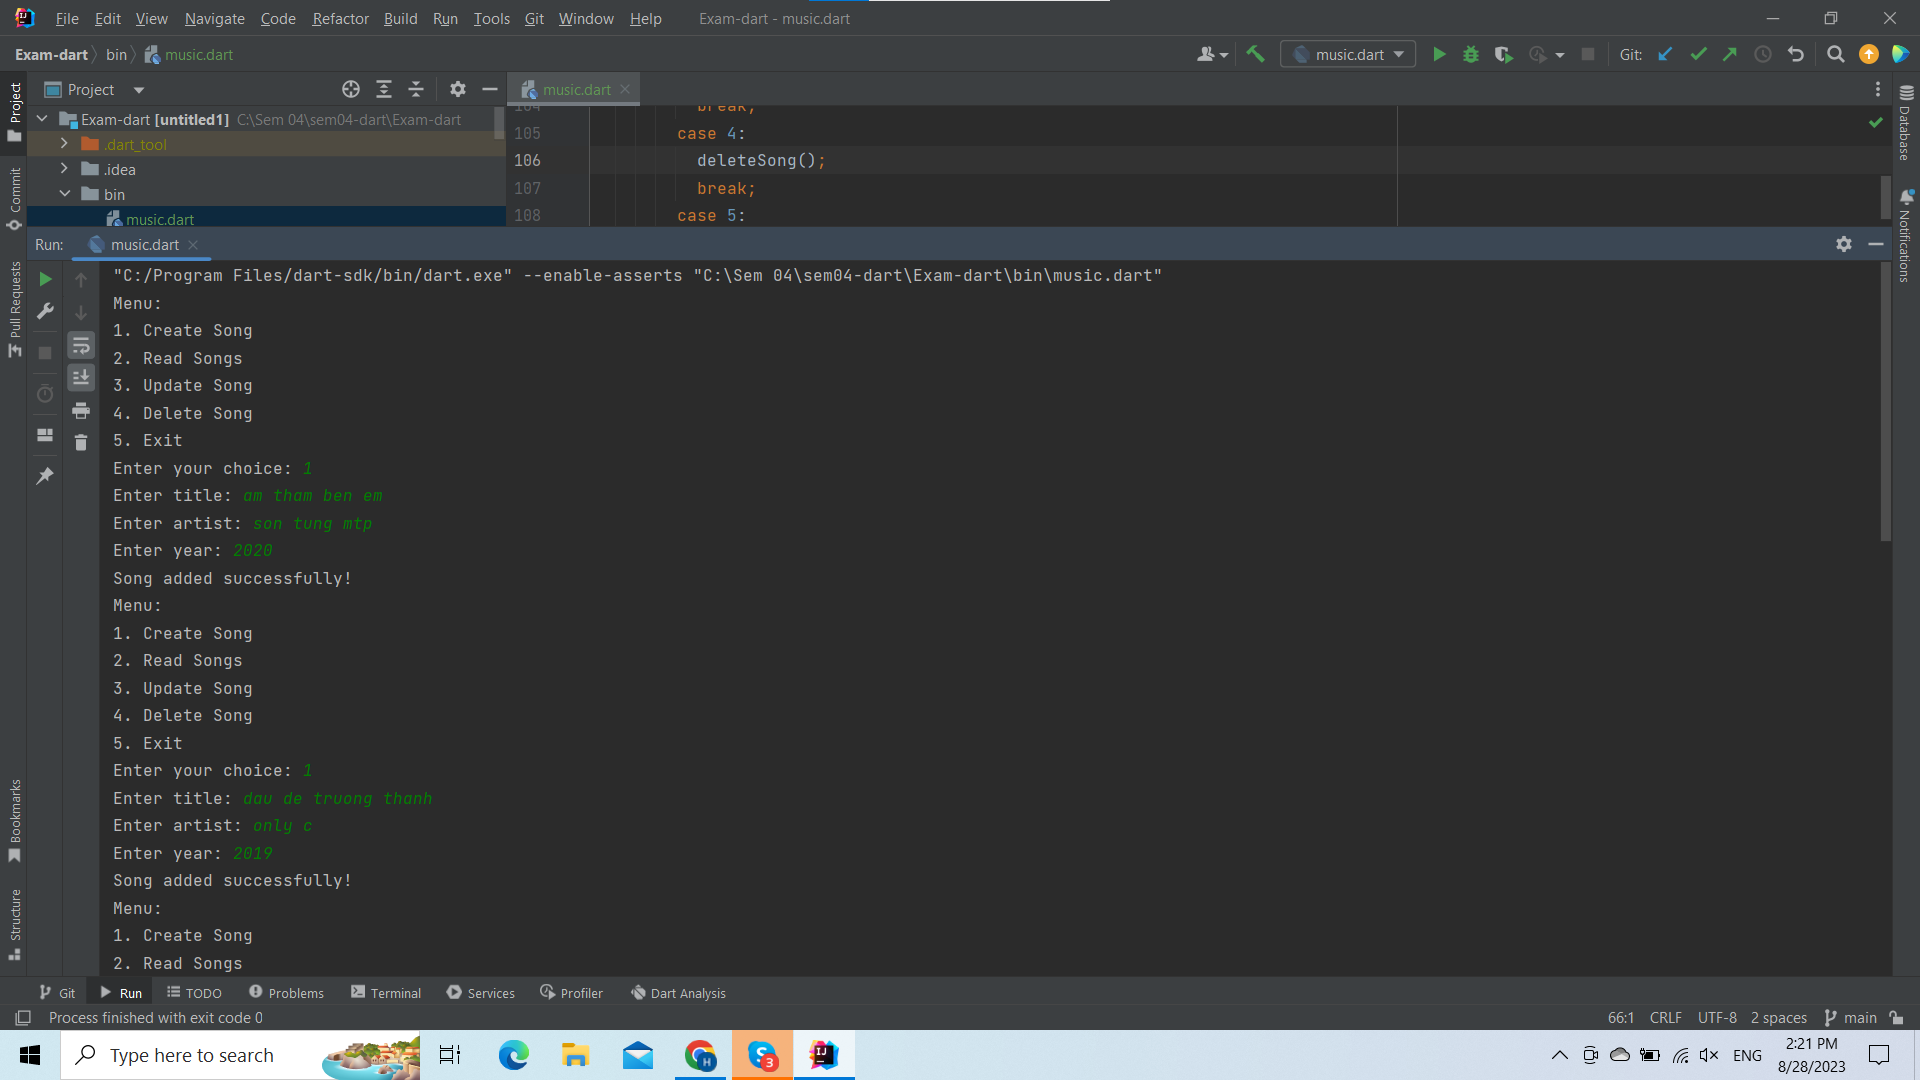 File Edit View Navigate Code Refactor Build Run Tools Git Window Help Exam-dart - music.dart
Exam-dart bin music.dart music.dart Git:
Project music.dart
Exam-dart [untitled1] C:\Sem 04\sem04-dart\Exam-dart
.dart_tool
.idea
bin
music.dart
104 break;
105 case 4:
106 deleteSong();
107 break;
108 case 5:
Project
Commit
Pull Requests
Bookmarks
Structure
Database
Notifications
Run: music.dart
"C:/Program Files/dart-sdk/bin/dart.exe" --enable-asserts "C:\Sem 04\sem04-dart\Exam-dart\bin\music.dart"
Menu:
1. Create Song
2. Read Songs
3. Update Song
4. Delete Song
5. Exit
Enter your choice: 1
Enter title: am tham ben em
Enter artist: son tung mtp
Enter year: 2020
Song added successfully!
Menu:
1. Create Song
2. Read Songs
3. Update Song
4. Delete Song
5. Exit
Enter your choice: 1
Enter title: dau de truong thanh
Enter artist: only c
Enter year: 2019
Song added successfully!
Menu:
1. Create Song
2. Read Songs
Git Run TODO Problems Terminal Services Profiler Dart Analysis
Process finished with exit code 0 66:1 CRLF UTF-8 2 spaces main
Type here to search H S 3 IJ ENG 2:21 PM
8/28/2023